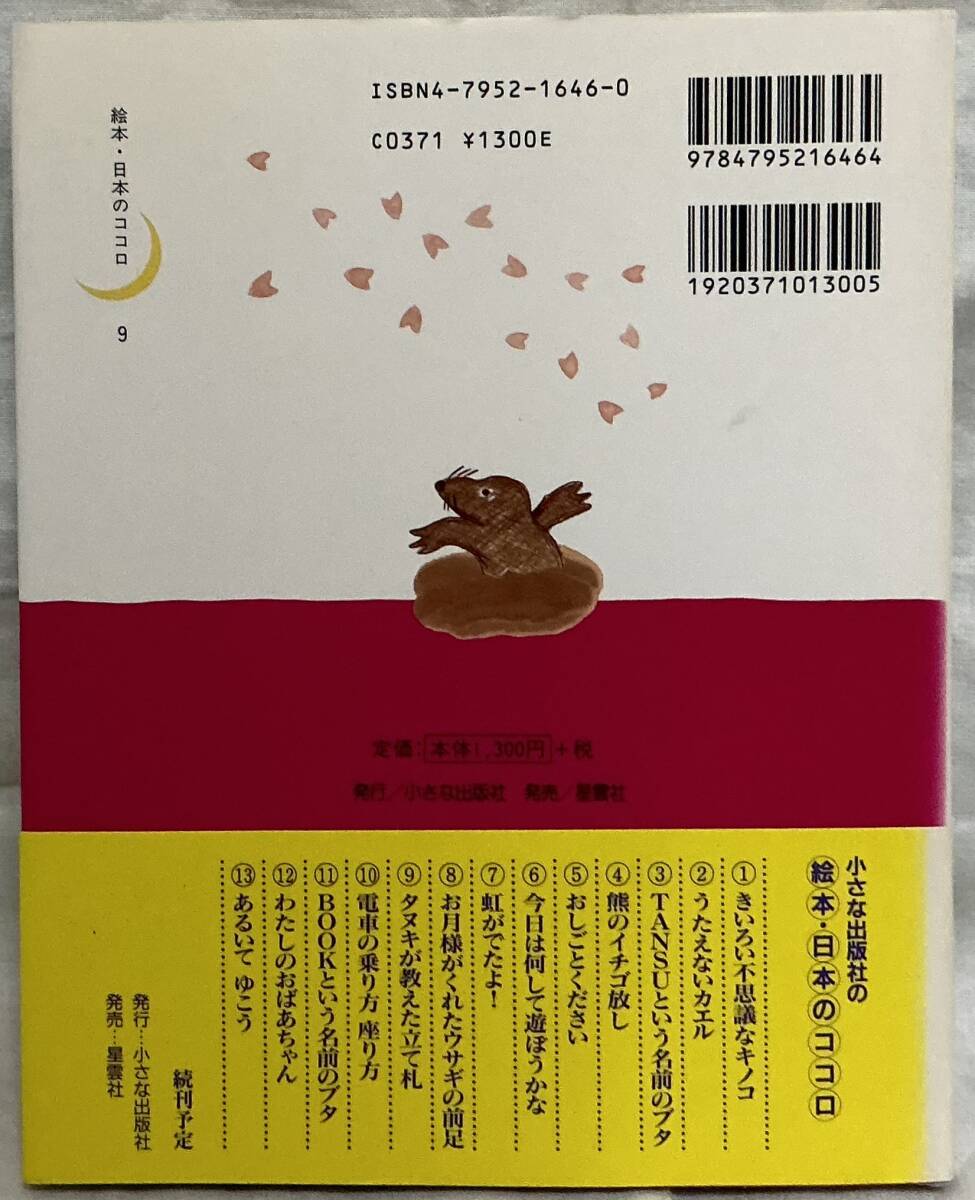 ISBN4-7952-1646-0
C0371 ¥1300E
9784795216464
1920371013005
絵本・日本のココロ
9
定価：本体1,300円＋税
発行／小さな出版社 発売／星雲社
小さな出版社の
絵本・日本のココロ
①きいろい不思議なキノコ
②うたえないカエル
③TANSUという名前のブタ
④熊のイチゴ放し
⑤おしごとください
⑥今日は何して遊ぼうかな
⑦虹がでたよ！
⑧お月様がくれたウサギの前足
⑨タヌキが教えた立て札
⑩電車の乗り方 座り方
⑪BOOKという名前のブタ
⑫わたしのおばあちゃん
⑬あるいて ゆこう
続刊予定
発行…小さな出版社
発売…星雲社